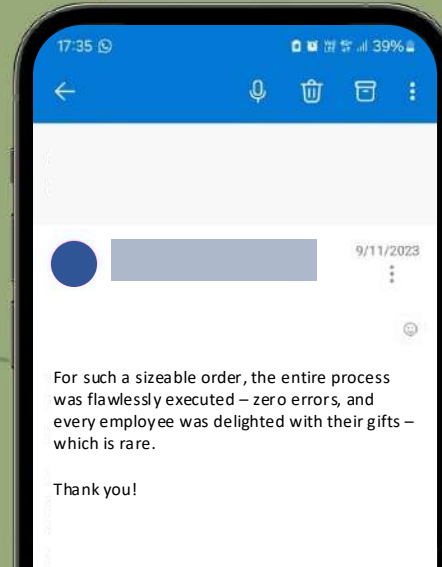 17:35
39%
9/11/2023
For such a sizeable order, the entire process
was flawlessly executed – zero errors, and
every employee was delighted with their gifts –
which is rare.
Thank you!